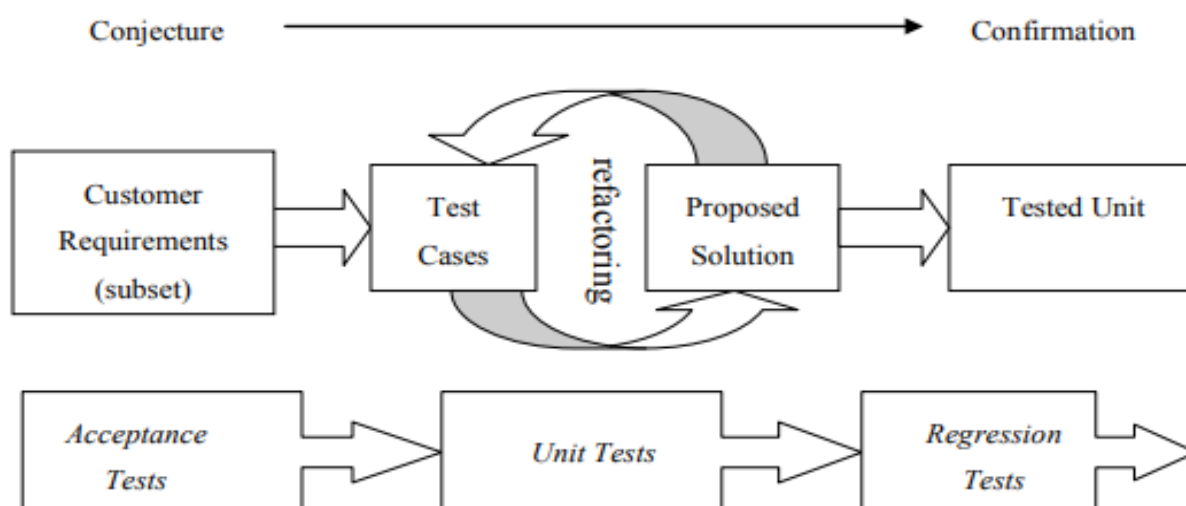 Conjecture
Confirmation
Customer
Requirements
(subset)
Test
Cases
refactoring
Proposed
Solution
Tested Unit
Acceptance
Tests
Unit Tests
Regression
Tests